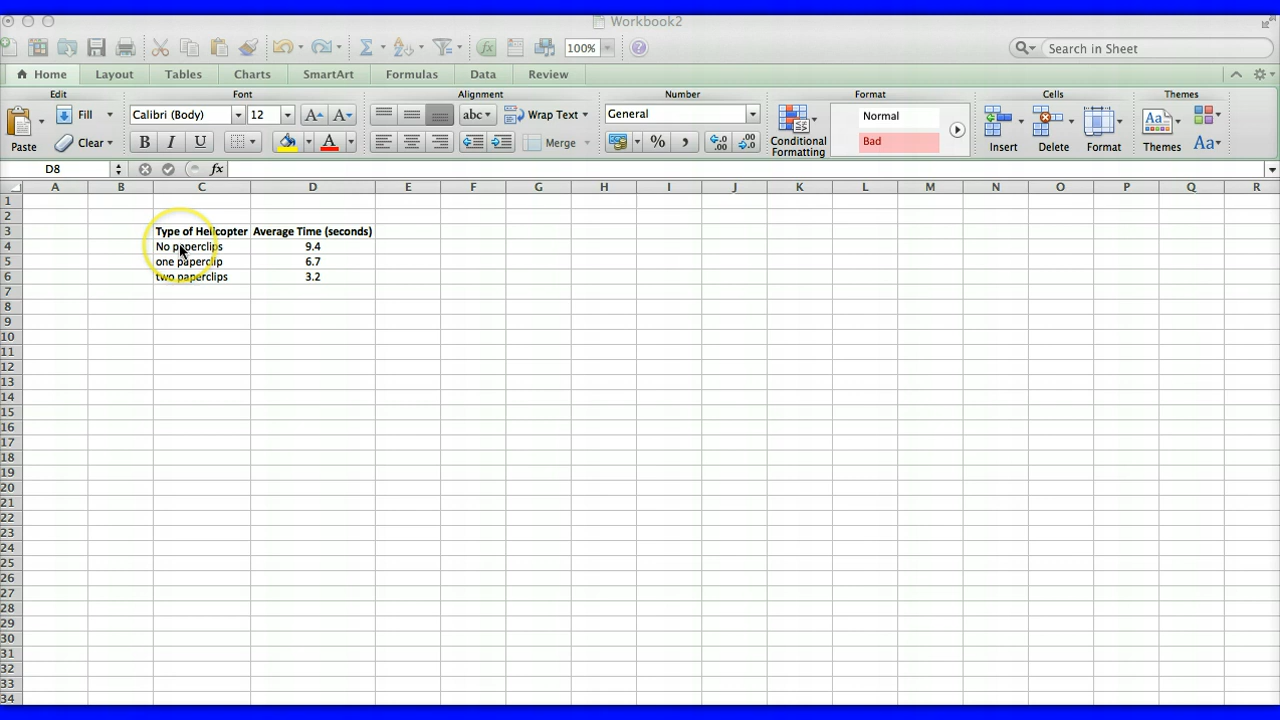 Workbook2
100%
Search in Sheet
Home Layout Tables Charts SmartArt Formulas Data Review
Edit Font Alignment Number Format Cells Themes
Paste Fill Clear Calibri (Body) 12 A A abc Wrap Text General Conditional Formatting Normal Insert Delete Format Themes Aa
B I U A Merge % Bad Aa
D8 fx
A B C D E F G H I J K L M N O P Q R
1
2
3 Type of Helicopter Average Time (seconds)
4 No paperclips 9.4
5 one paperclip 6.7
6 two paperclips 3.2
7
8
9
10
11
12
13
14
15
16
17
18
19
20
21
22
23
24
25
26
27
28
29
30
31
32
33
34